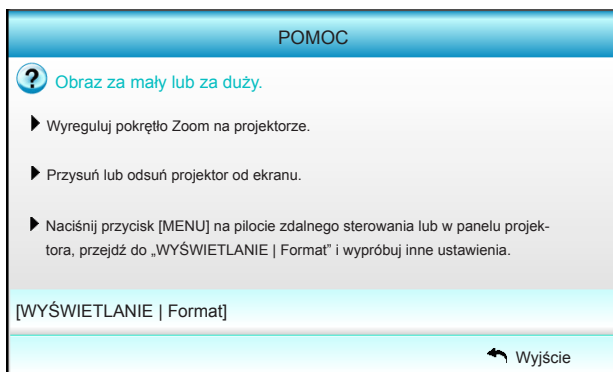 POMOC
? Obraz za mały lub za duży.
Wyreguluj pokrętło Zoom na projektorze.
Przysuń lub odsuń projektor od ekranu.
Naciśnij przycisk [MENU] na pilocie zdalnego sterowania lub w panelu projek-
tora, przejdź do „WYŚWIETLANIE | Format” i wypróbuj inne ustawienia.
[WYŚWIETLANIE | Format]
Wyjście